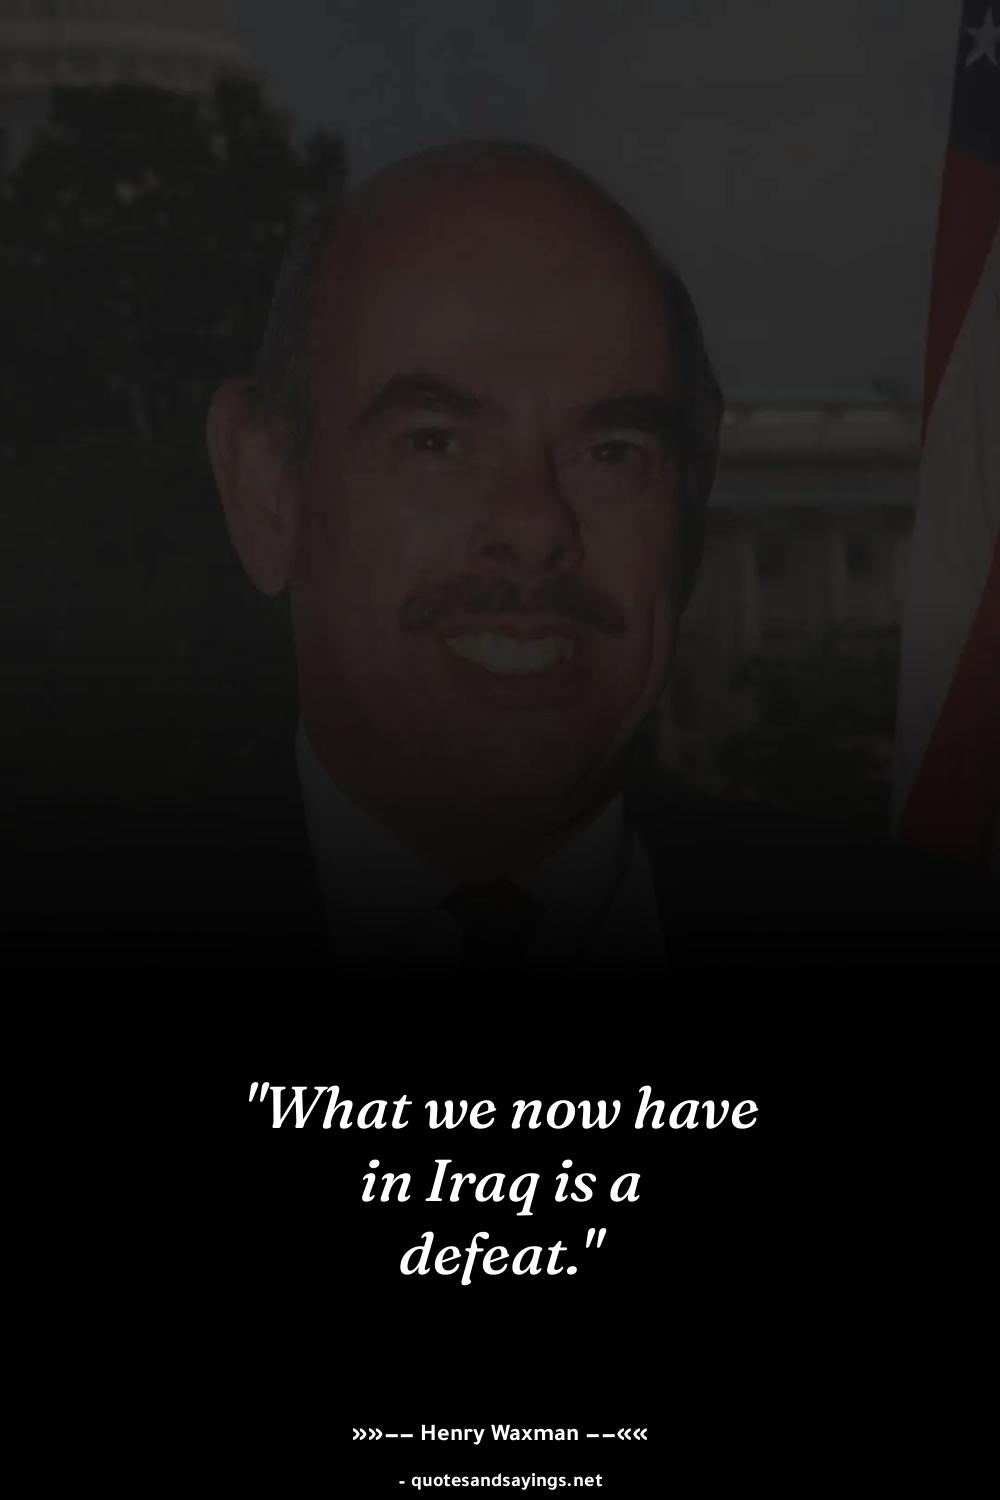 "What we now have
in Iraq is a
defeat."
»»−− Henry Waxman −−««
- quotesandsayings.net